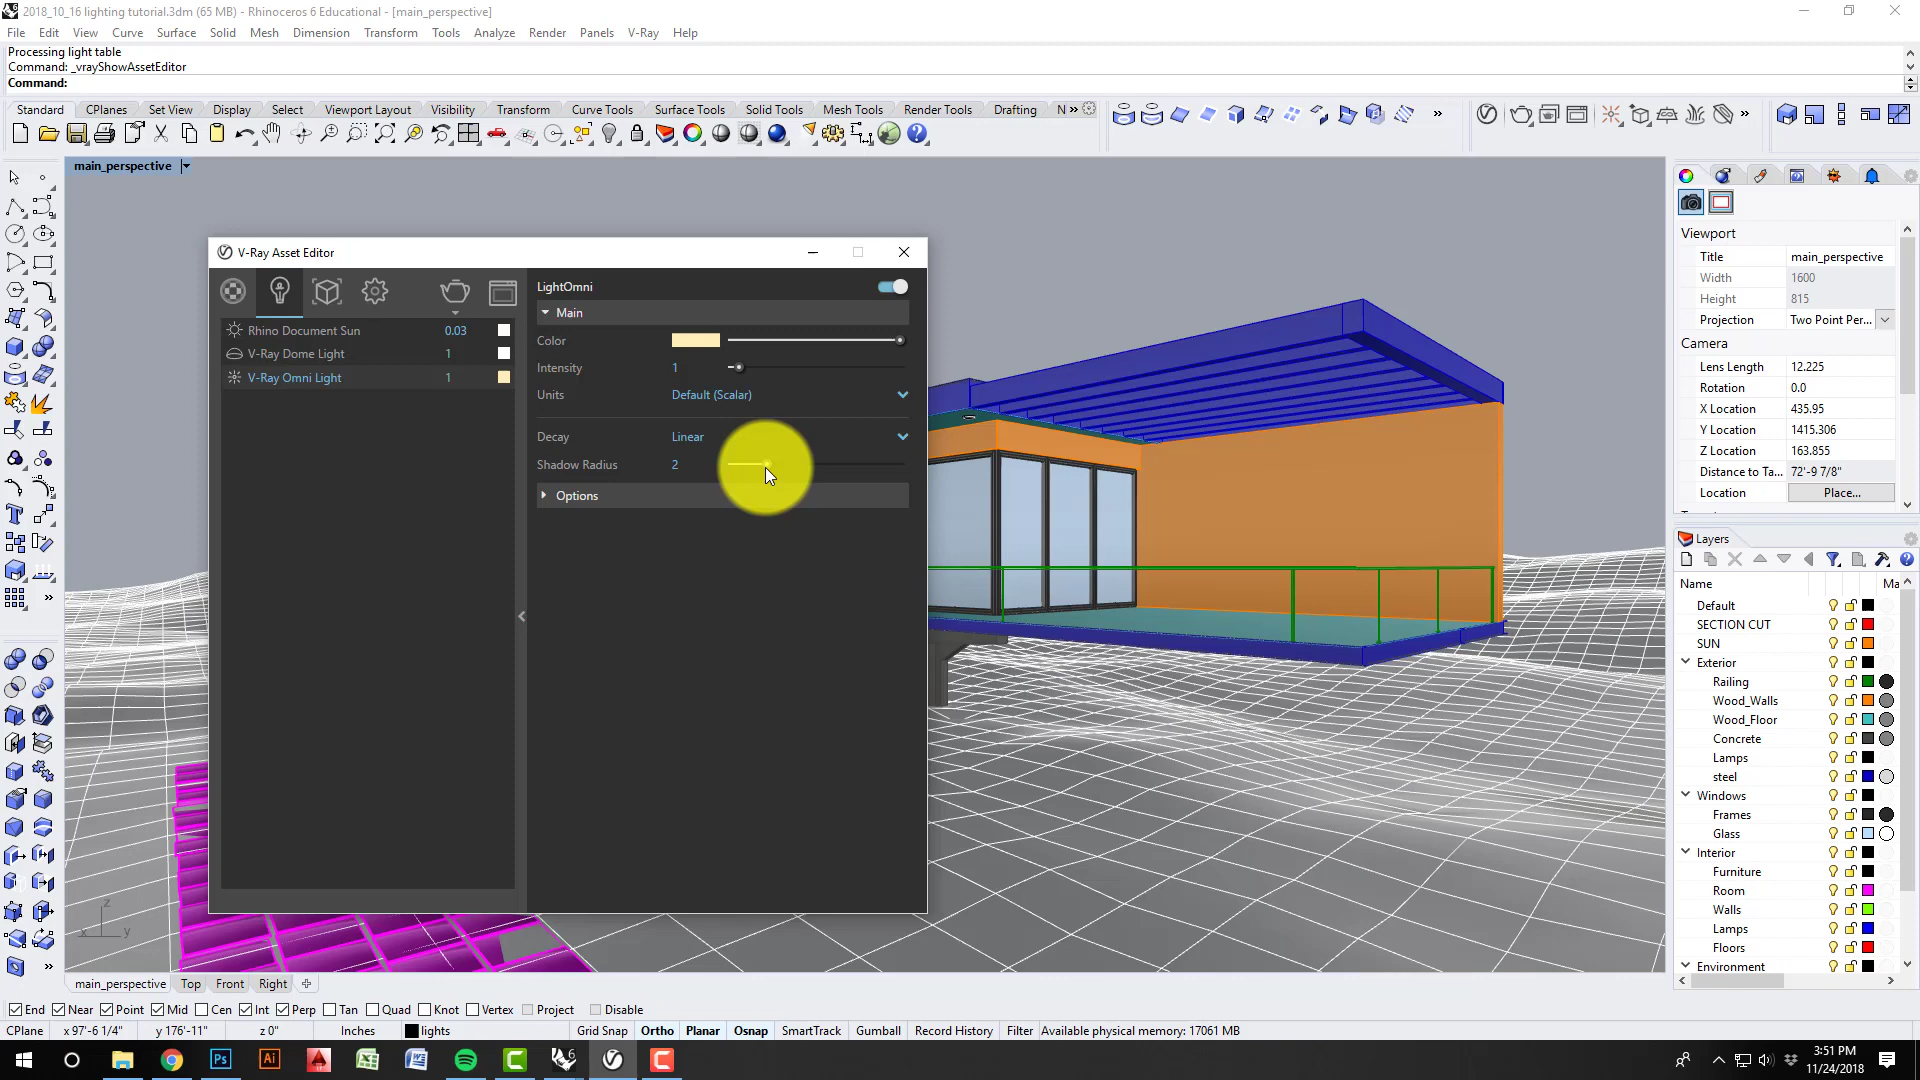 2018_10_16 lighting tutorial.3dm (65 MB) - Rhinoceros 6 Educational - [main_perspective]
File Edit View Curve Surface Solid Mesh Dimension Transform Tools Analyze Render Panels V-Ray Help
Processing light table
Command: _vrayShowAssetEditor
Command:
Standard CPlanes Set View Display Select Viewport Layout Visibility Transform Curve Tools Surface Tools Solid Tools Mesh Tools Render Tools Drafting N
main_perspective
V-Ray Asset Editor
Rhino Document Sun 0.03
V-Ray Dome Light 1
V-Ray Omni Light 1
LightOmni
Main
Color
Intensity 1
Units Default (Scalar)
Decay Linear
Shadow Radius 2
Options
Viewport
Title main_perspective
Width 1600
Height 815
Projection Two Point Per...
Camera
Lens Length 12.225
Rotation 0.0
X Location 435.95
Y Location 1415.306
Z Location 163.855
Distance to Ta... 72'-9 7/8"
Location Place...
Layers
Name Ma
Default
SECTION CUT
SUN
Exterior
Railing
Wood_Walls
Wood_Floor
Concrete
Lamps
steel
Windows
Frames
Glass
Interior
Furniture
Room
Walls
Lamps
Floors
Environment
z
x y
main_perspective Top Front Right
End Near Point Mid Cen Int Perp Tan Quad Knot Vertex Project Disable
CPlane x 97'-6 1/4" y 176'-11" z 0" Inches lights Grid Snap Ortho Planar Osnap SmartTrack Gumball Record History Filter Available physical memory: 17061 MB
Ps Ai
3:51 PM
11/24/2018